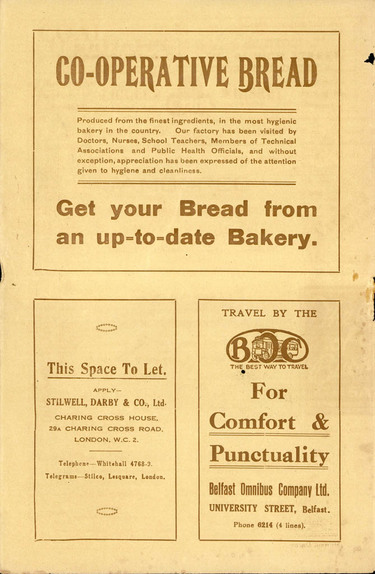 CO-OPERATIVE BREAD
Produced from the finest ingredients, in the most hygienic
bakery in the country. Our factory has been visited by
Doctors, Nurses, School Teachers, Members of Technical
Associations and Public Health Officials, and without
exception, appreciation has been expressed of the attention
given to hygiene and cleanliness.
Get your Bread from
an up-to-date Bakery.
This Space To Let.
APPLY—
STILWELL, DARBY & CO., Ltd.
CHARING CROSS HOUSE,
29A CHARING CROSS ROAD,
LONDON, W.C. 2.
Telephone—Whitehall 4768-9.
Telegrams—Stilco, Lesquare, London.
TRAVEL BY THE
BOC
THE BEST WAY TO TRAVEL
For
Comfort &
Punctuality
Belfast Omnibus Company Ltd.
UNIVERSITY STREET, Belfast.
Phone 6214 (4 lines).